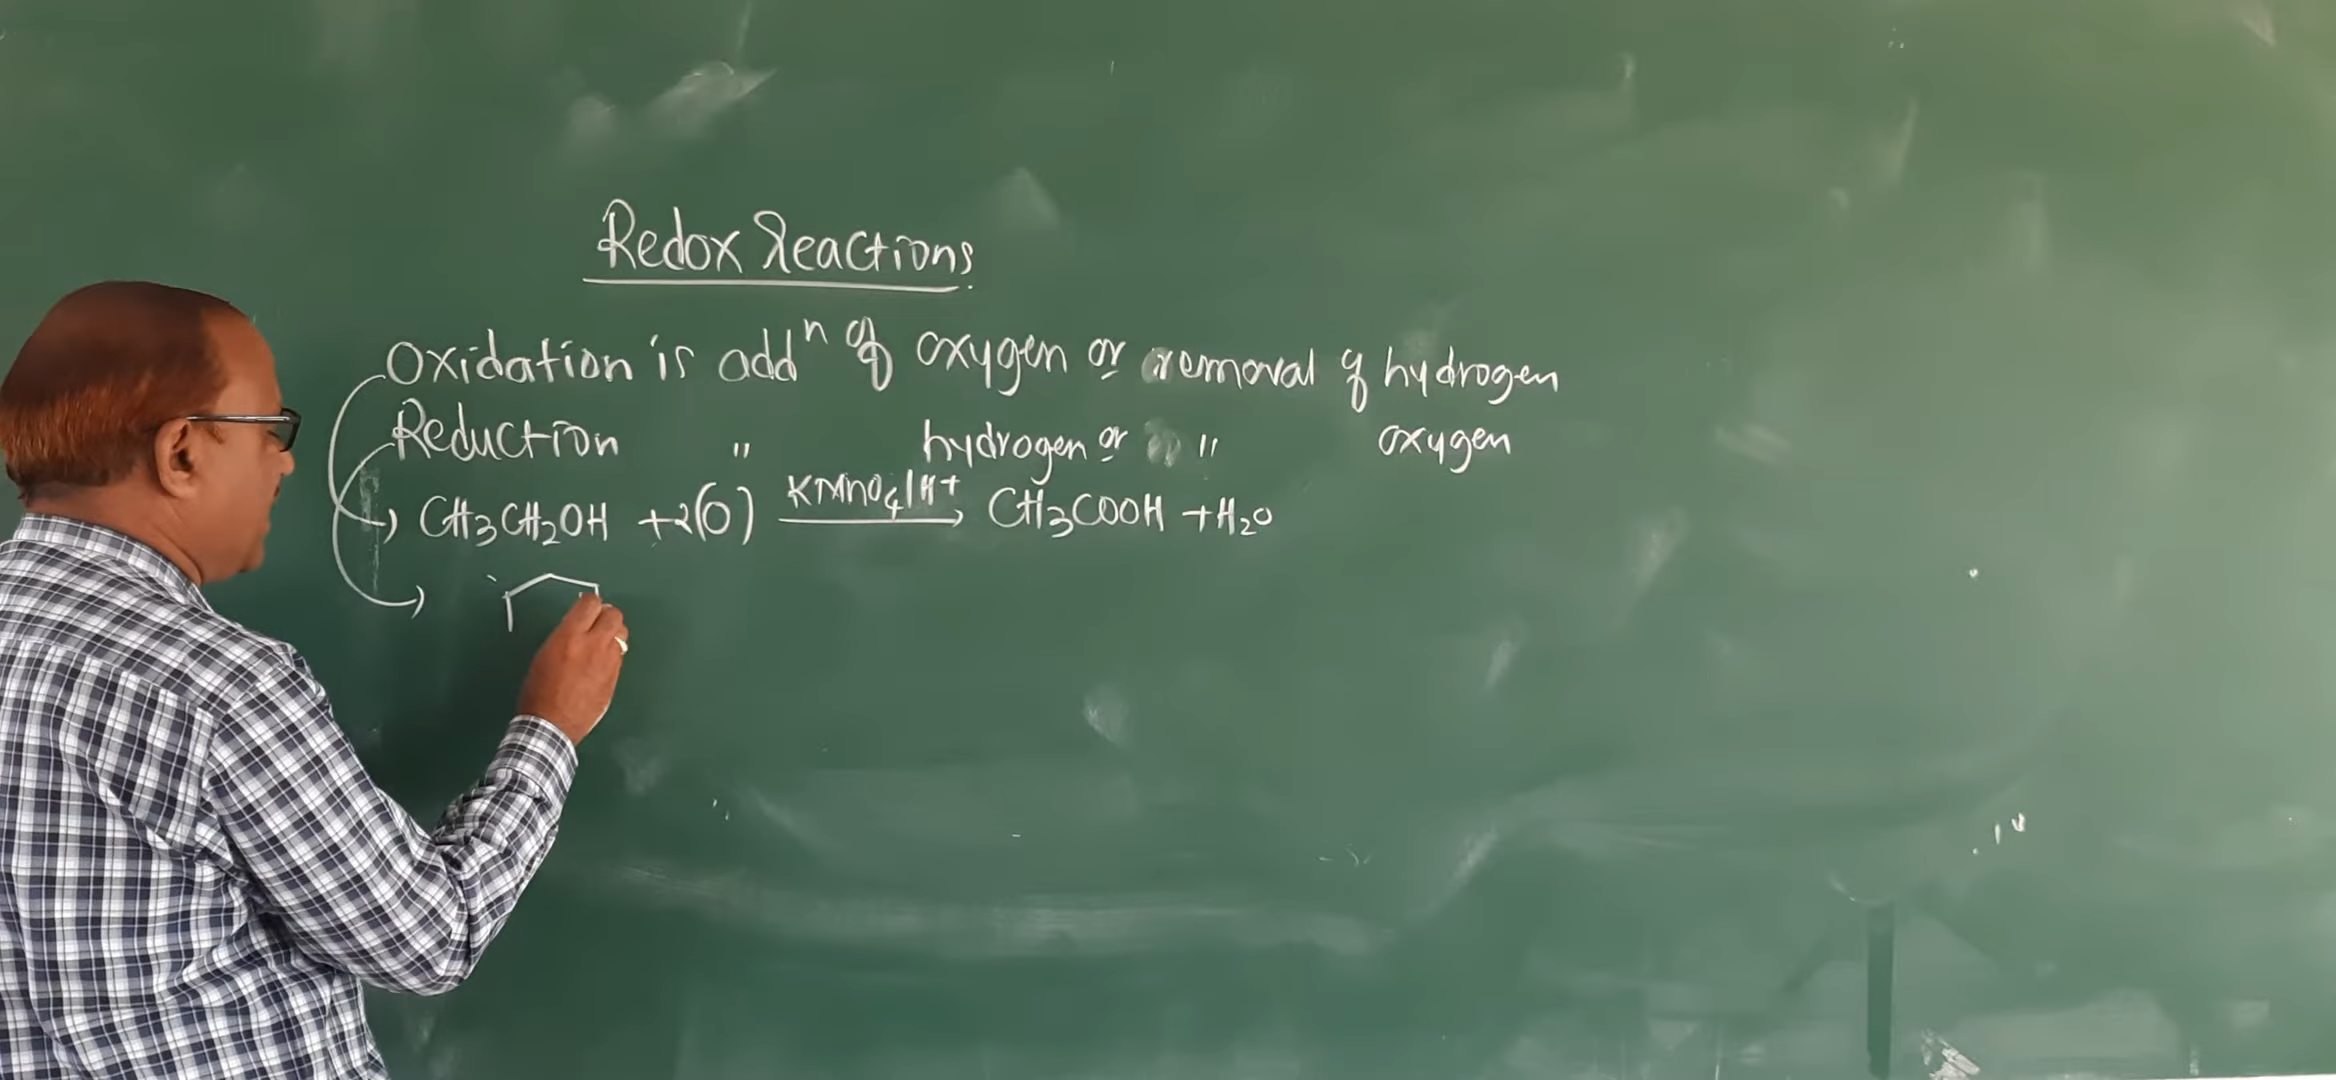 Redox Reactions
Oxidation is addⁿ of oxygen or removal of hydrogen
Reduction " hydrogen or " oxygen
CH₃CH₂OH + 2(O) KMnO₄/H⁺ → CH₃COOH + H₂O